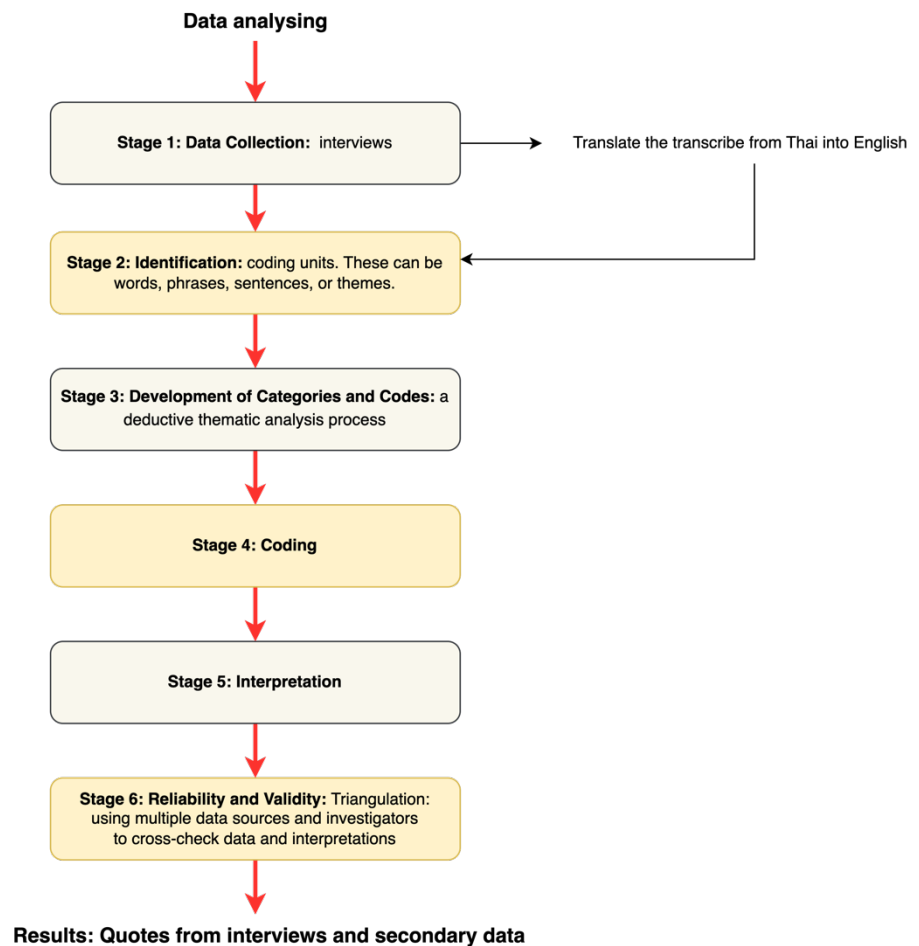 Data analysing
Stage 1: Data Collection: interviews
Translate the transcribe from Thai into English
Stage 2: Identification: coding units. These can be
words, phrases, sentences, or themes.
Stage 3: Development of Categories and Codes: a
deductive thematic analysis process
Stage 4: Coding
Stage 5: Interpretation
Stage 6: Reliability and Validity: Triangulation:
using multiple data sources and investigators
to cross-check data and interpretations
Results: Quotes from interviews and secondary data